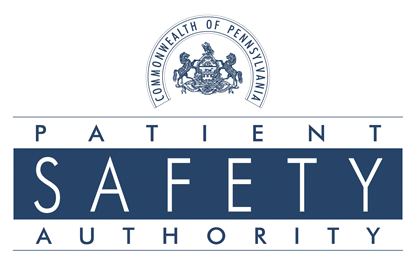 COMMONWEALTH OF PENNSYLVANIA
PATIENT
SAFETY
AUTHORITY